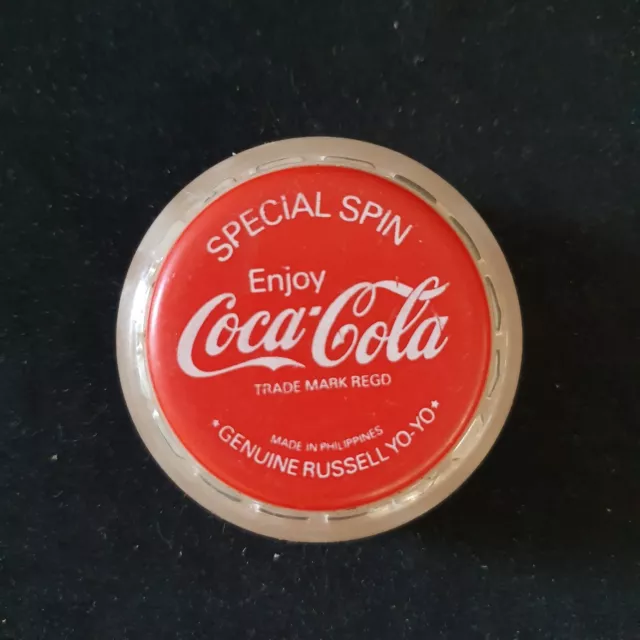 SPECiAL SPIN
Enjoy
Coca-Cola
TRADE MARK REGD
MADE IN PHILIPPINES
*GENUINE RUSSELL YO-YO*